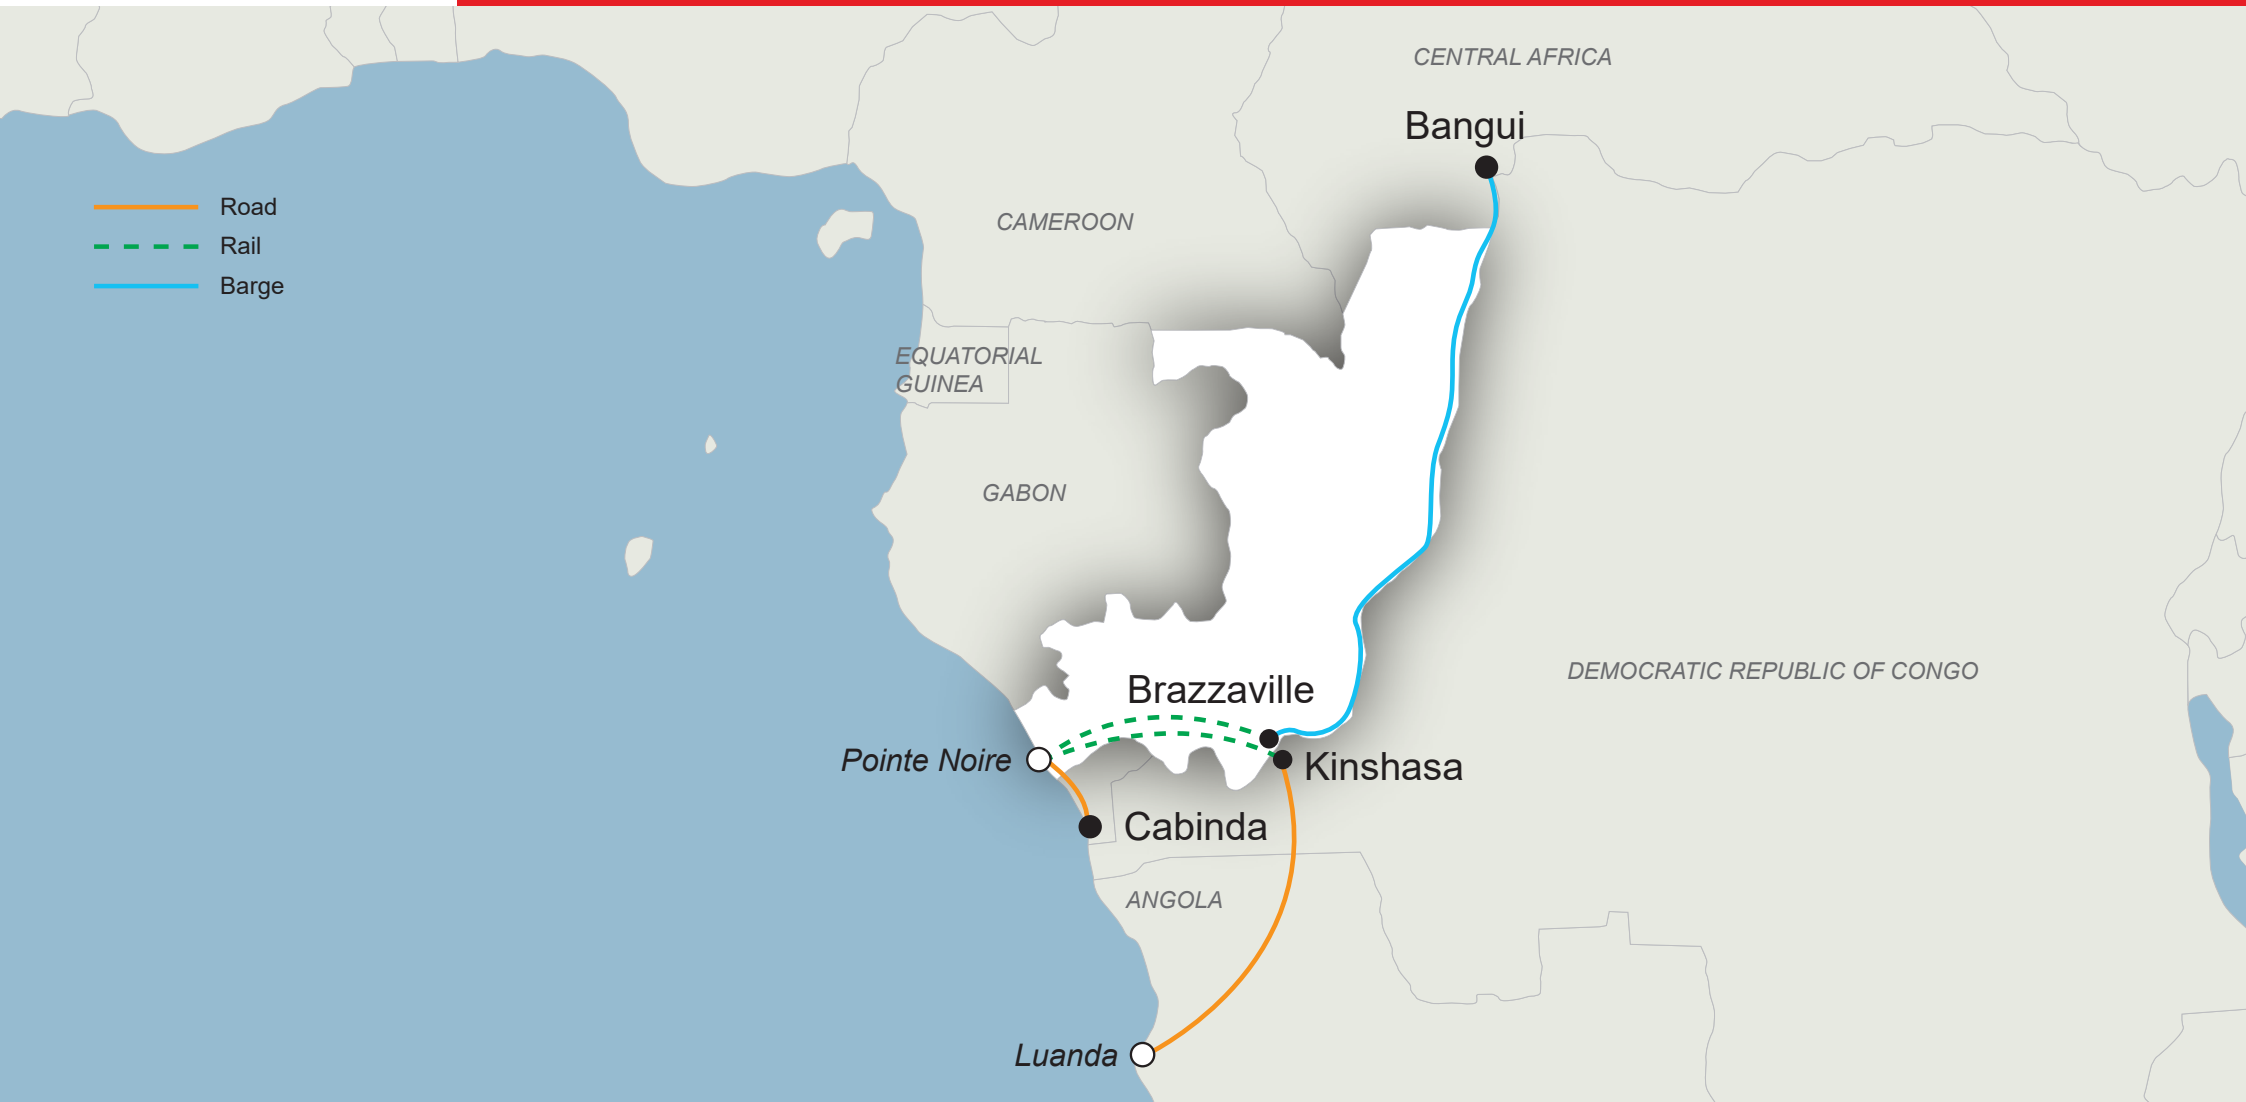 CENTRAL AFRICA
Bangui
Road
Rail
Barge
CAMEROON
EQUATORIAL
GUINEA
GABON
DEMOCRATIC REPUBLIC OF CONGO
Brazzaville
Pointe Noire
Kinshasa
Cabinda
ANGOLA
Luanda